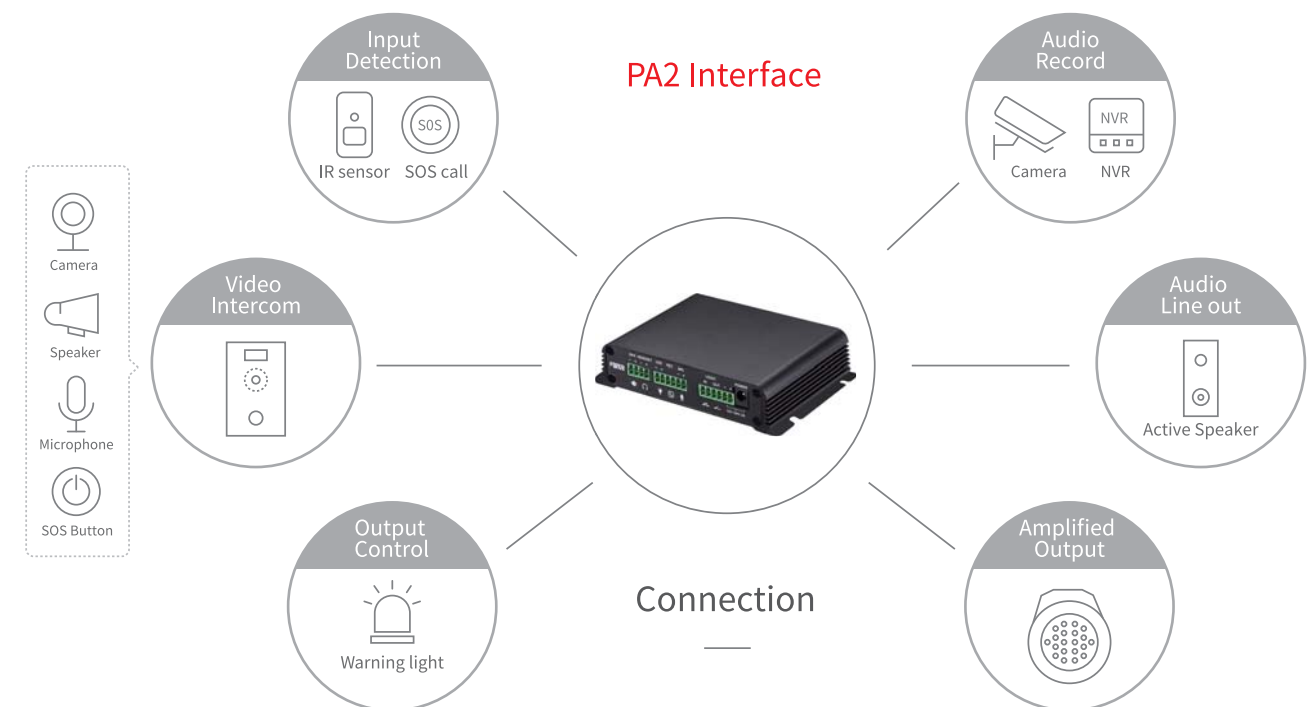 PA2 Interface
Input
Detection
SOS
IR sensor
SOS call
Audio
Record
NVR
Camera
NVR
Camera
Speaker
Microphone
SOS Button
Video
Intercom
Audio
Line out
Active Speaker
Output
Control
Warning light
Connection
Amplified
Output